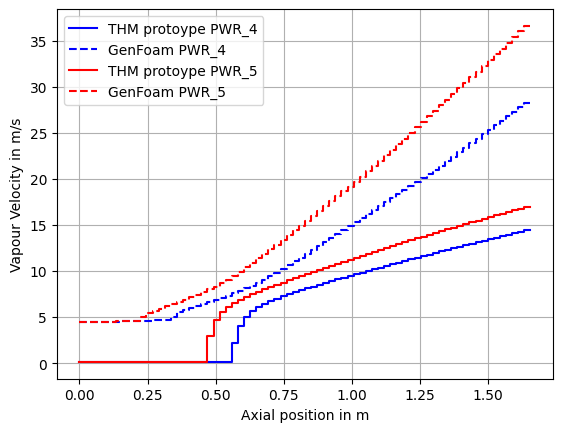 THM protoype PWR_4
GenFoam PWR_4
THM protoype PWR_5
GenFoam PWR_5
Vapour Velocity in m/s
35
30
25
20
15
10
5
0
0.00 0.25 0.50 0.75 1.00 1.25 1.50
Axial position in m